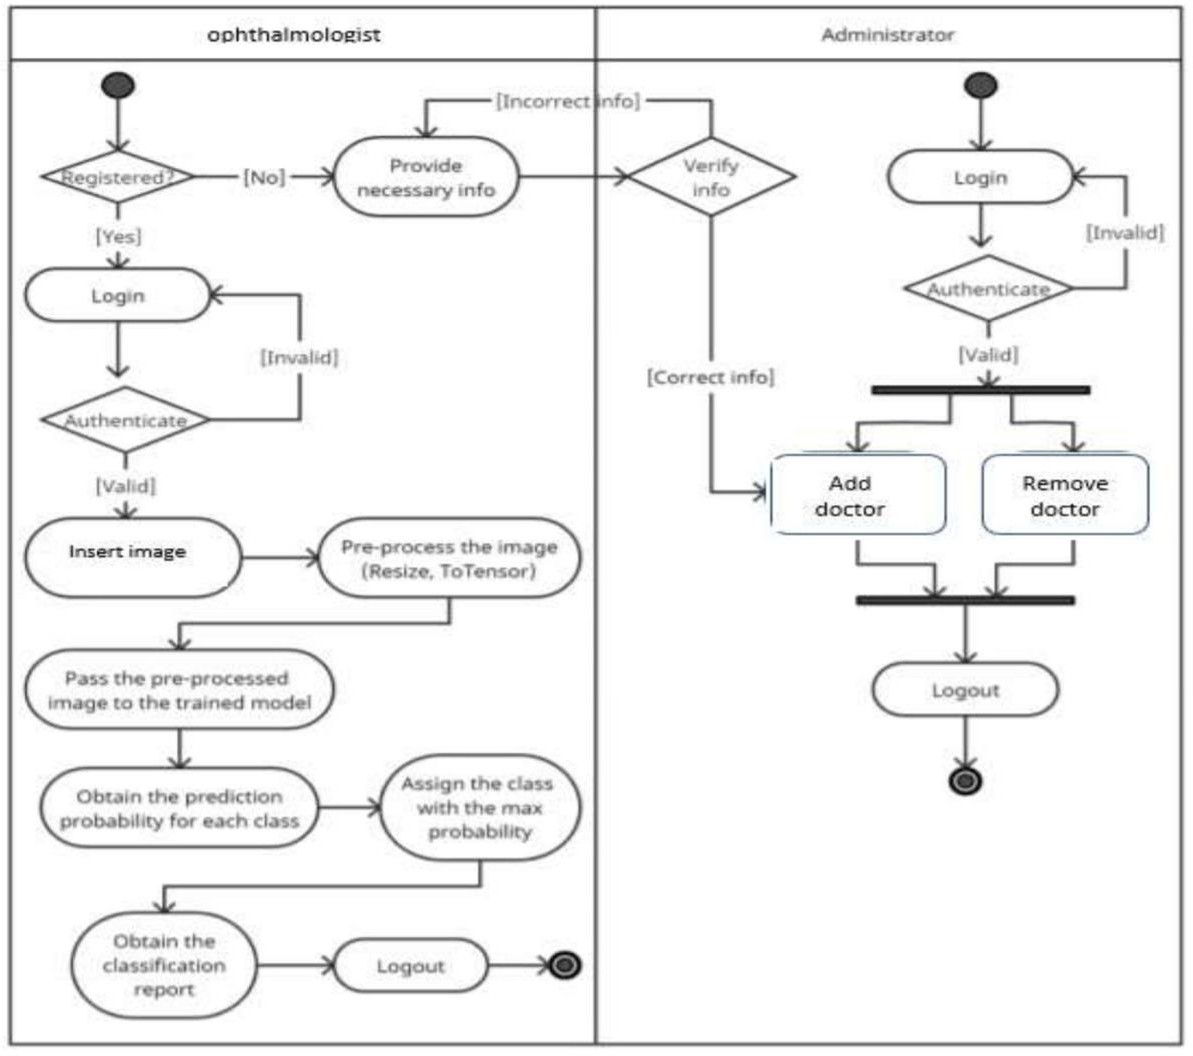 ophthalmologist
Administrator
[Incorrect info]
Registered?
[No]
Provide
necessary info
Verify
info
Login
[Invalid]
[Yes]
Login
Authenticate
[Invalid]
[Valid]
[Correct info]
Authenticate
[Valid]
Add
doctor
Remove
doctor
Insert image
Pre-process the image
(Resize, ToTensor)
Pass the pre-processed
image to the trained model
Logout
Obtain the prediction
probability for each class
Assign the class
with the max
probability
Obtain the
classification
report
Logout